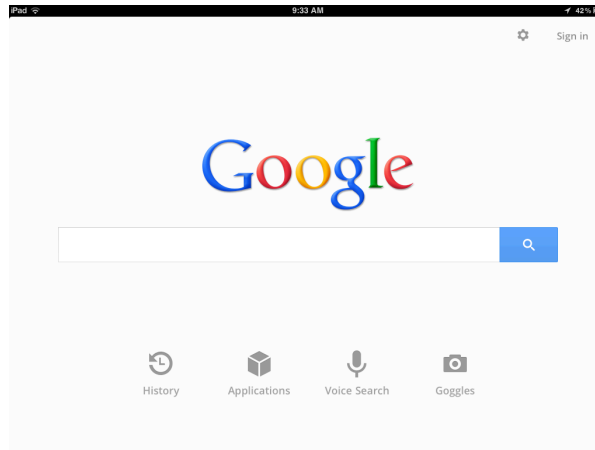 iPad 9:33 AM 42%
Sign in
Google
History Applications Voice Search Goggles